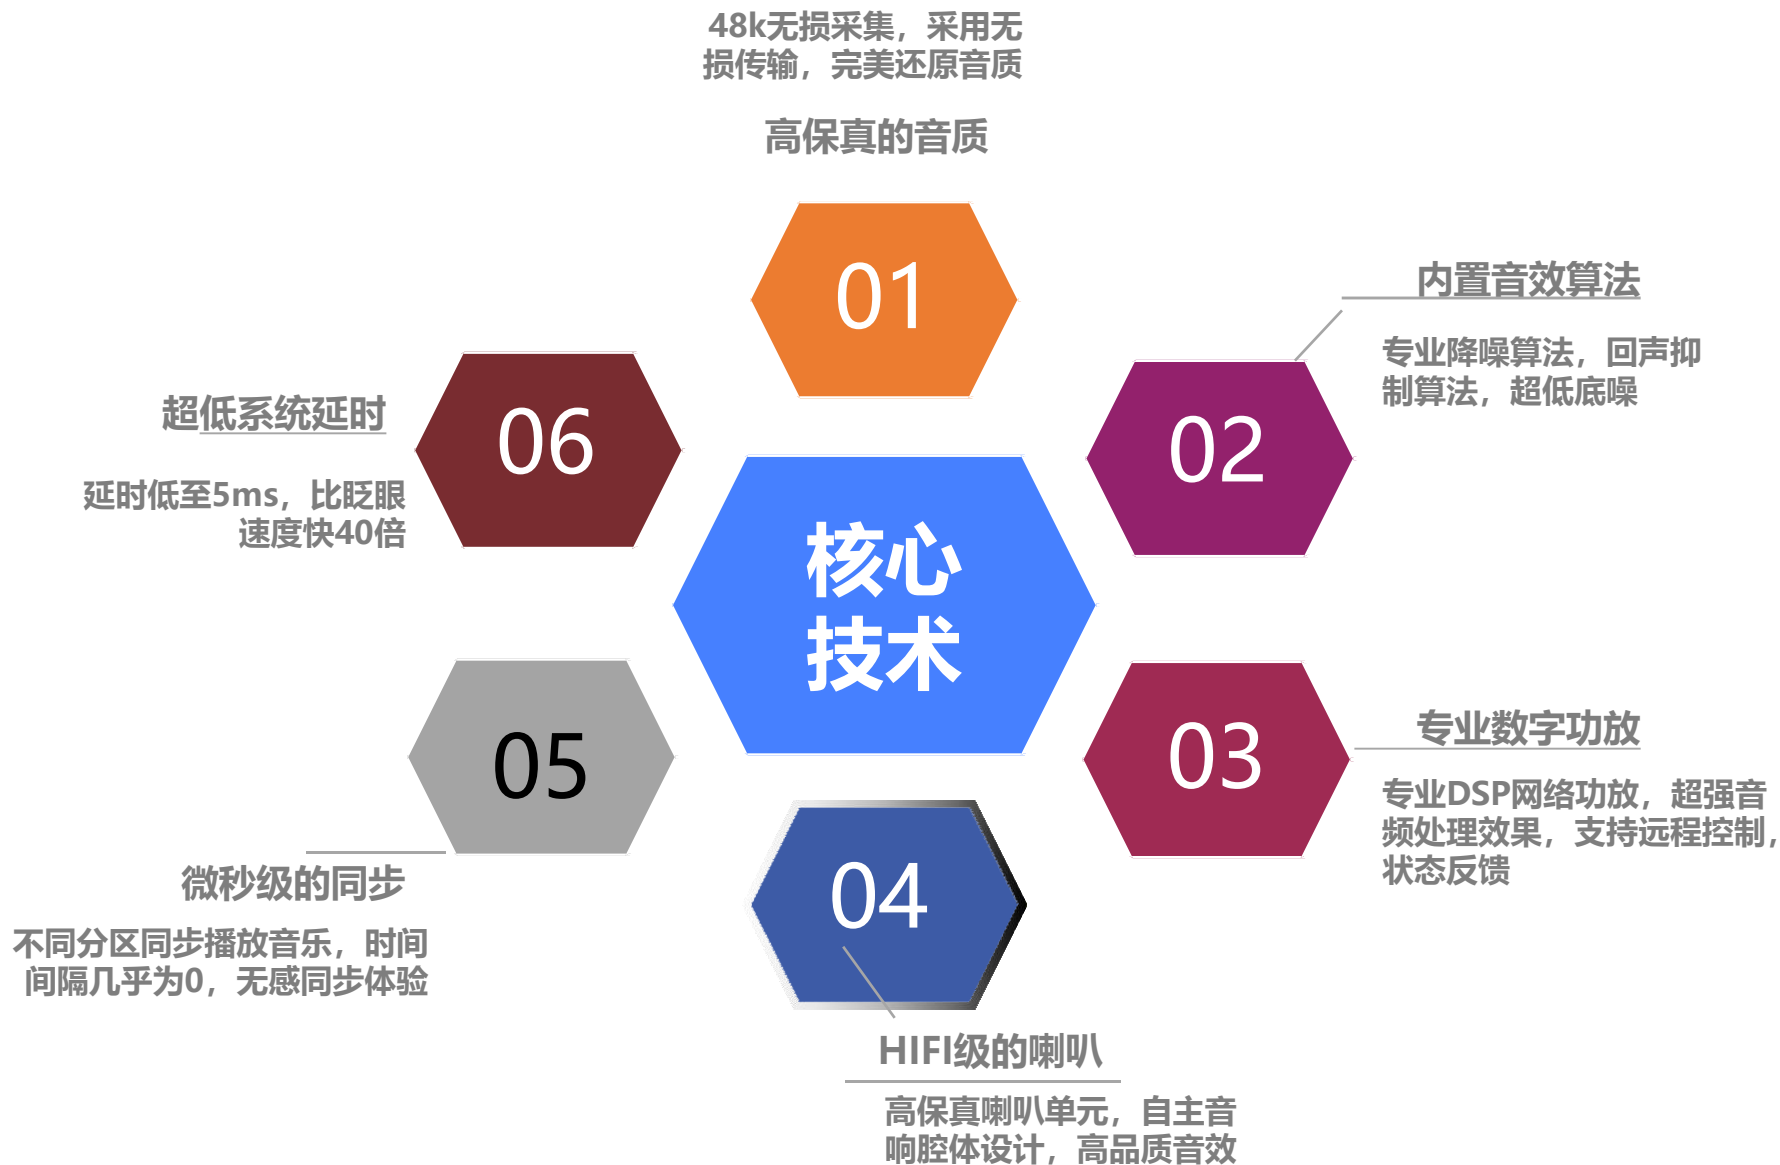 48k无损采集，采用无
损传输，完美还原音质
高保真的音质
01
内置音效算法
专业降噪算法，回声抑
制算法，超低底噪
02
专业数字功放
专业DSP网络功放，超强音
频处理效果，支持远程控制，
状态反馈
03
04
HIFI级的喇叭
高保真喇叭单元，自主音
响腔体设计，高品质音效
05
微秒级的同步
不同分区同步播放音乐，时间
间隔几乎为0，无感同步体验
06
超低系统延时
延时低至5ms，比眨眼
速度快40倍
核心
技术